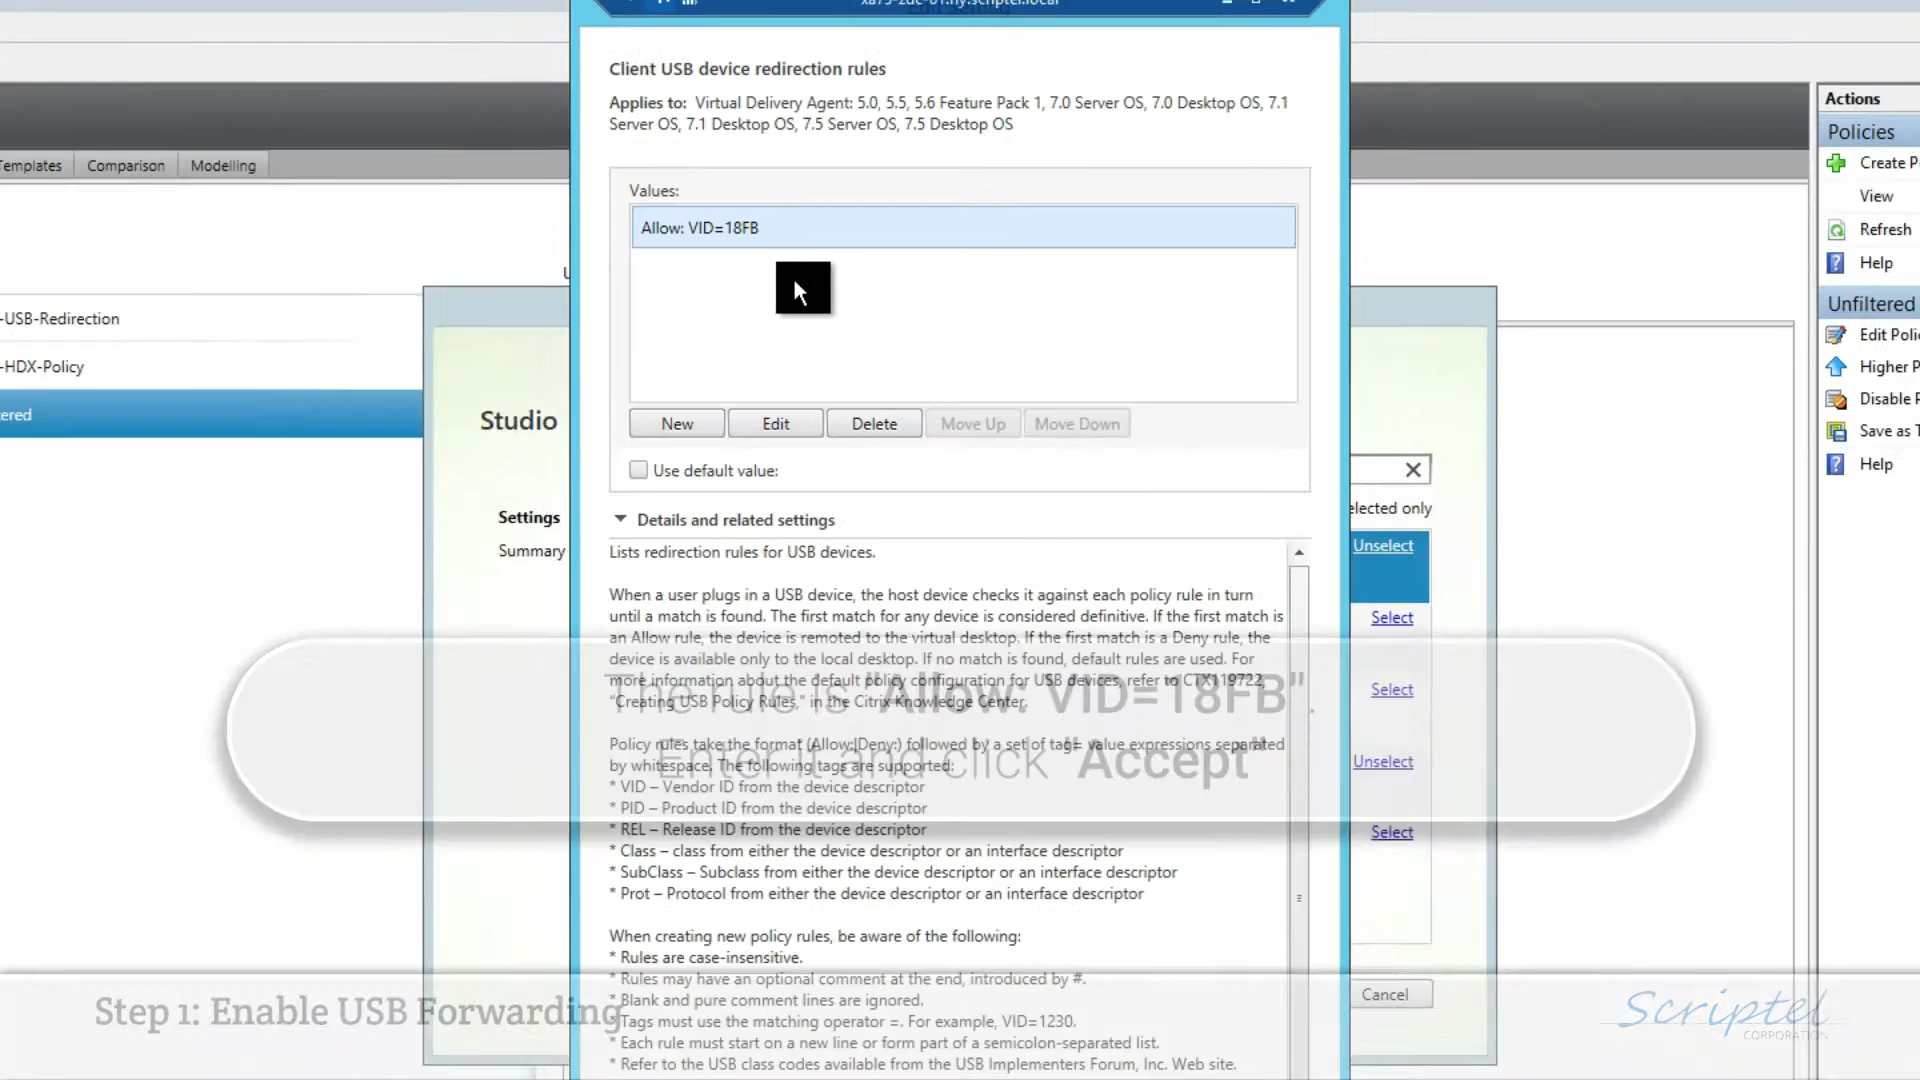 Client USB device redirection rules
Applies to: Virtual Delivery Agent: 5.0, 5.5, 5.6 Feature Pack 1, 7.0 Server OS, 7.0 Desktop OS, 7.1
Server OS, 7.1 Desktop OS, 7.5 Server OS, 7.5 Desktop OS
Templates
Comparison
Modelling
-USB-Redirection
-HDX-Policy
Studio
Settings
Summary
Values:
Allow: VID=18FB
New
Edit
Delete
Move Up
Move Down
Use default value:
Details and related settings
Lists redirection rules for USB devices.
When a user plugs in a USB device, the host device checks it against each policy rule in turn
until a match is found. The first match for any device is considered definitive. If the first match is
an Allow rule, the device is remoted to the virtual desktop. If the first match is a Deny rule, the
device is available only to the local desktop. If no match is found, default rules are used. For
more information about the default policy configuration for USB devices, refer to CTX119722,
"Creating USB Policy Rules," in the Citrix Knowledge Center.
Policy rules take the format (Allow:|Deny:) followed by a set of tag= value expressions separated
by whitespace. The following tags are supported:
* VID – Vendor ID from the device descriptor
* PID – Product ID from the device descriptor
* REL – Release ID from the device descriptor
* Class – class from either the device descriptor or an interface descriptor
* SubClass – Subclass from either the device descriptor or an interface descriptor
* Prot – Protocol from either the device descriptor or an interface descriptor
When creating new policy rules, be aware of the following:
* Rules are case-insensitive.
* Rules may have an optional comment at the end, introduced by #.
* Blank and pure comment lines are ignored.
* Tags must use the matching operator =. For example, VID=1230.
* Each rule must start on a new line or form part of a semicolon-separated list.
* Refer to the USB class codes available from the USB Implementers Forum, Inc. Web site.
The rule is "Allow: VID=18FB".
Enter it and click "Accept"
Unselect
Select
Select
Unselect
Select
Cancel
Actions
Policies
Create P
View
Refresh
Help
Unfiltered
Edit Poli
Higher P
Disable
Save as T
Help
Step 1: Enable USB Forwarding
Scriptel
CORPORATION